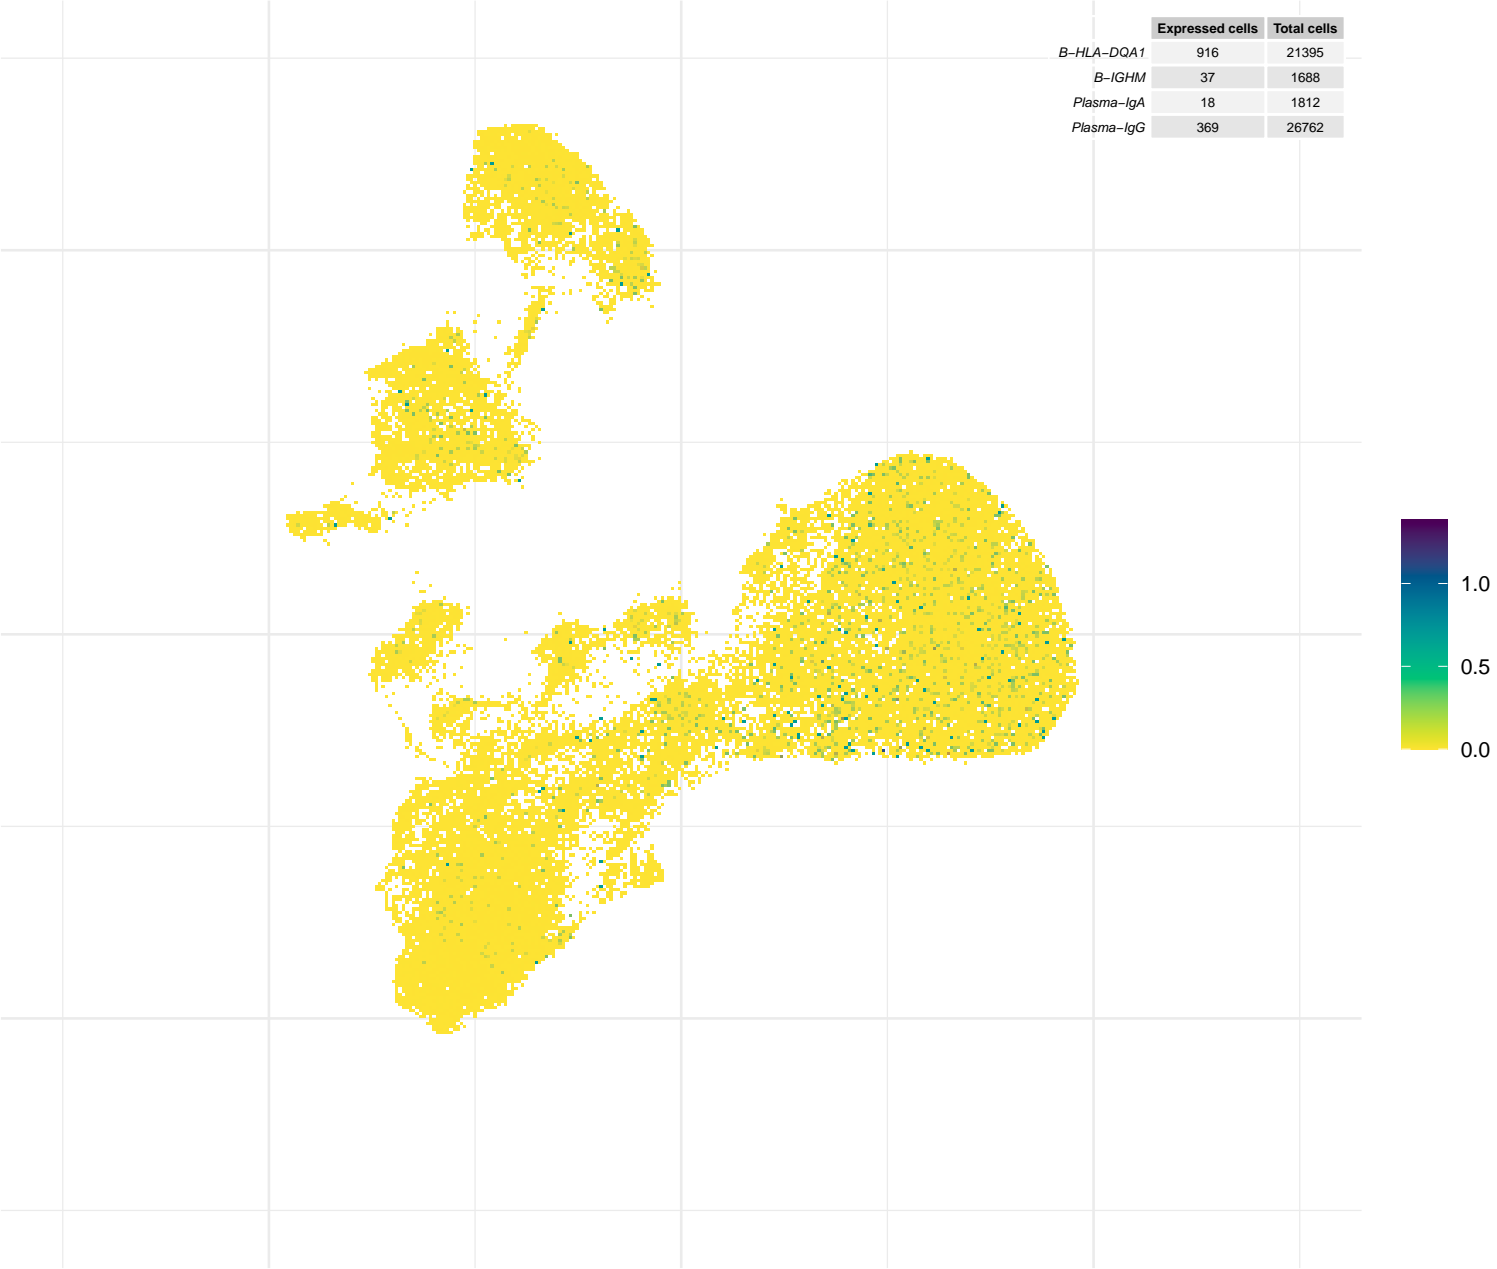 Expressed cells Total cells
B−HLA−DQA1 916 21395
B−IGHM 37 1688
Plasma−IgA 18 1812
Plasma−IgG 369 26762
1.0
0.5
0.0